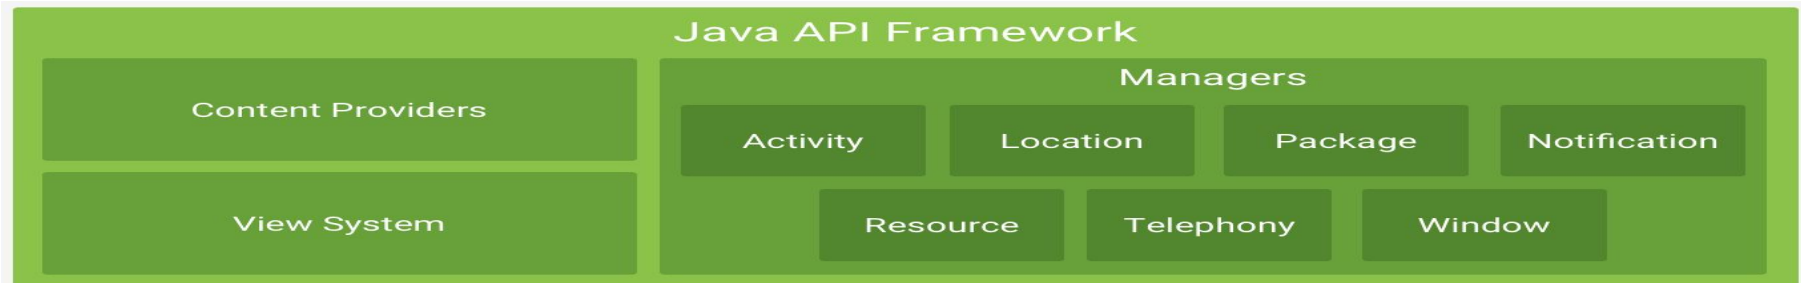 Java API Framework
Content Providers
View System
Managers
Activity
Location
Package
Notification
Resource
Telephony
Window